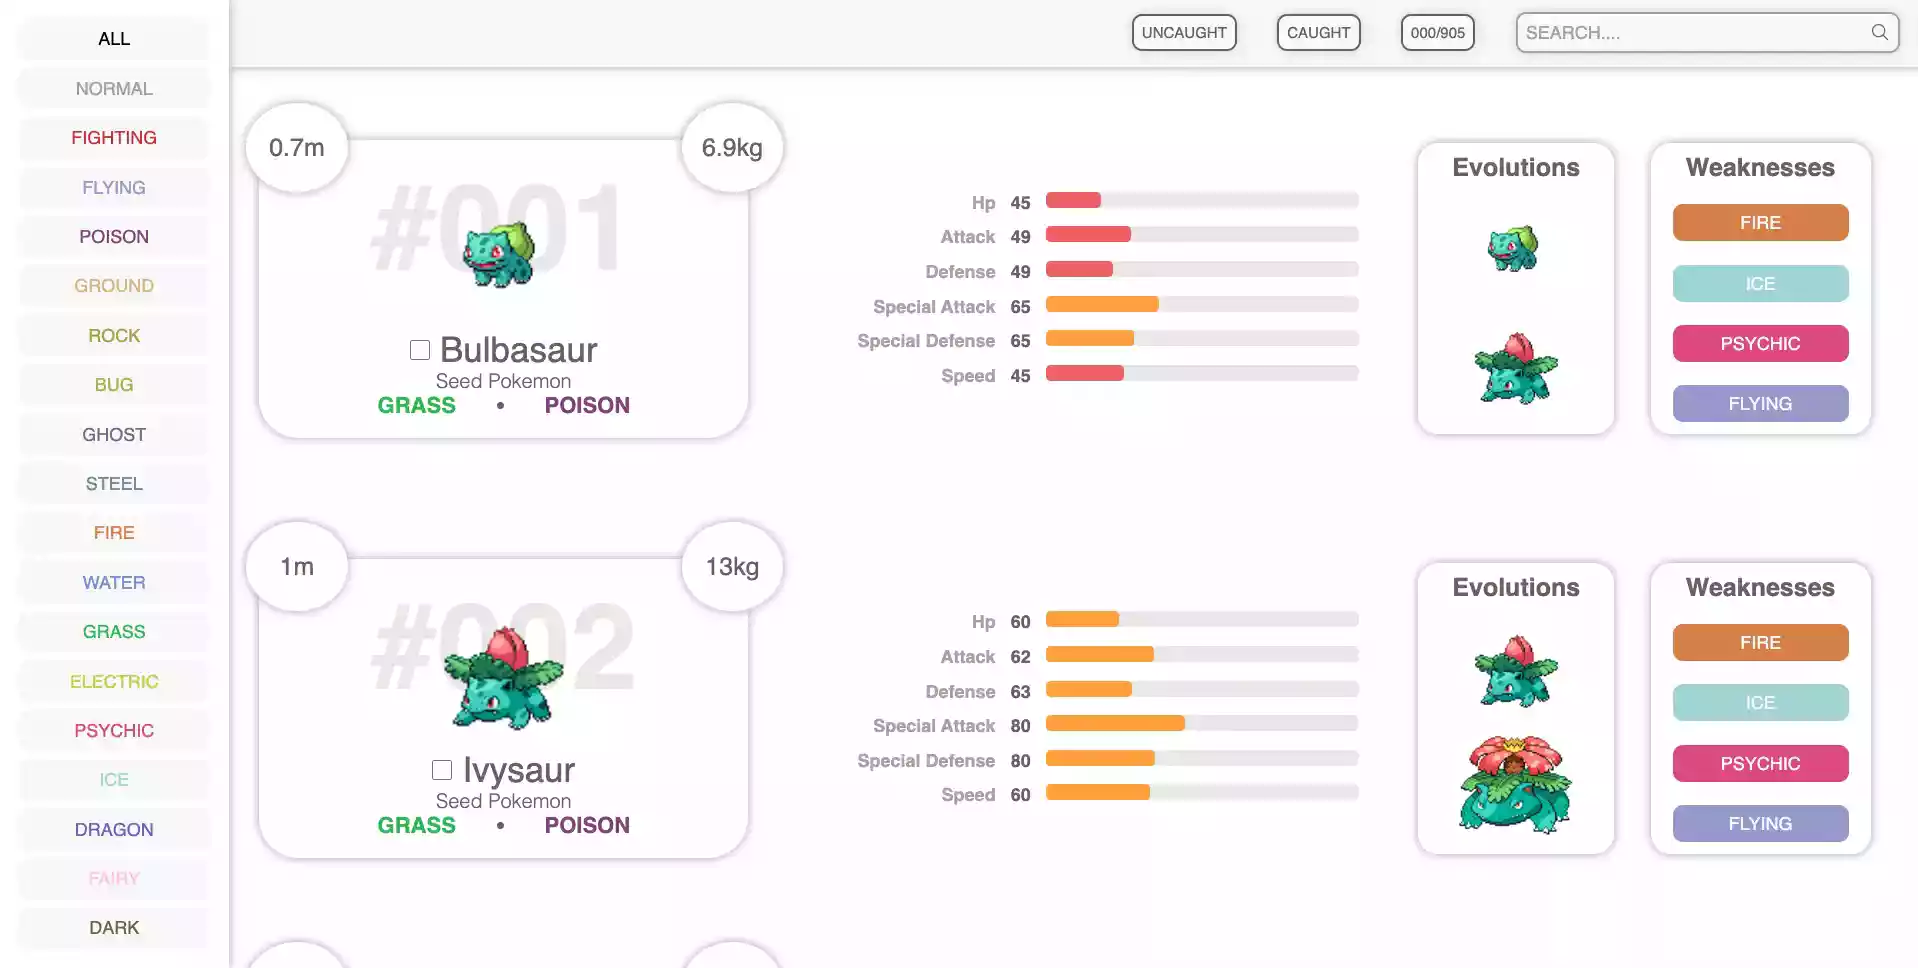 ALL
NORMAL
FIGHTING
FLYING
POISON
GROUND
ROCK
BUG
GHOST
STEEL
FIRE
WATER
GRASS
ELECTRIC
PSYCHIC
ICE
DRAGON
FAIRY
DARK
UNCAUGHT CAUGHT 000/905 SEARCH....
0.7m 6.9kg
#001
Bulbasaur
Seed Pokemon
GRASS • POISON
Hp 45
Attack 49
Defense 49
Special Attack 65
Special Defense 65
Speed 45
Evolutions
Weaknesses
FIRE
ICE
PSYCHIC
FLYING
1m 13kg
#002
Ivysaur
Seed Pokemon
GRASS • POISON
Hp 60
Attack 62
Defense 63
Special Attack 80
Special Defense 80
Speed 60
Evolutions
Weaknesses
FIRE
ICE
PSYCHIC
FLYING